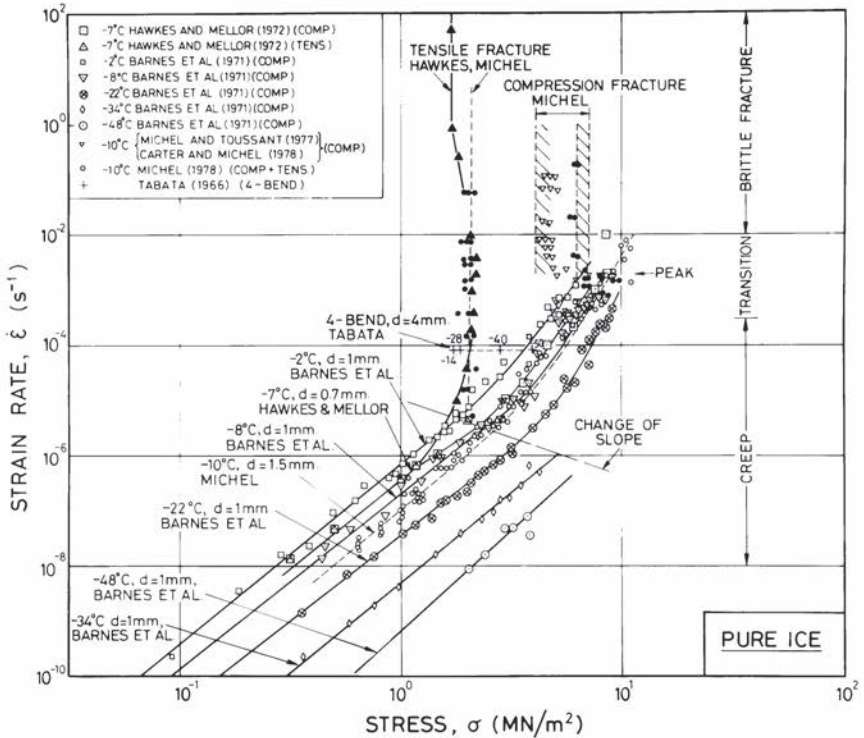 -7°C HAWKES AND MELLOR (1972) (COMP)
-7°C HAWKES AND MELLOR (1972) (TENS)
-2°C BARNES ET AL (1971) (COMP)
-8°C BARNES ET AL (1971) (COMP)
-22°C BARNES ET AL (1971) (COMP)
-34°C BARNES ET AL (1971) (COMP)
-48°C BARNES ET AL (1971) (COMP)
-10°C { MICHEL AND TOUSSANT (1977)
CARTER AND MICHEL (1978) } (COMP)
-10°C MICHEL (1978) (COMP + TENS)
TABATA (1966) (4-BEND)
TENSILE FRACTURE
HAWKES, MICHEL
COMPRESSION FRACTURE
MICHEL
BRITTLE FRACTURE
TRANSITION
CREEP
PEAK
4-BEND, d=4mm
TABATA
-28
-14
-40
-50
-2°C, d=1mm
BARNES ET AL
-7°C, d=0.7mm
HAWKES & MELLOR
-8°C, d=1mm
BARNES ET AL
-10°C, d=1.5mm
MICHEL
-22°C, d=1mm
BARNES ET AL
-48°C, d=1mm,
BARNES ET AL
-34°C d=1mm,
BARNES ET AL
CHANGE OF
SLOPE
PURE ICE
STRAIN RATE, ε̇ (s⁻¹)
10²
10⁰
10⁻²
10⁻⁴
10⁻⁶
10⁻⁸
10⁻¹⁰
10⁻¹
10⁰
10¹
10²
STRESS, σ (MN/m²)